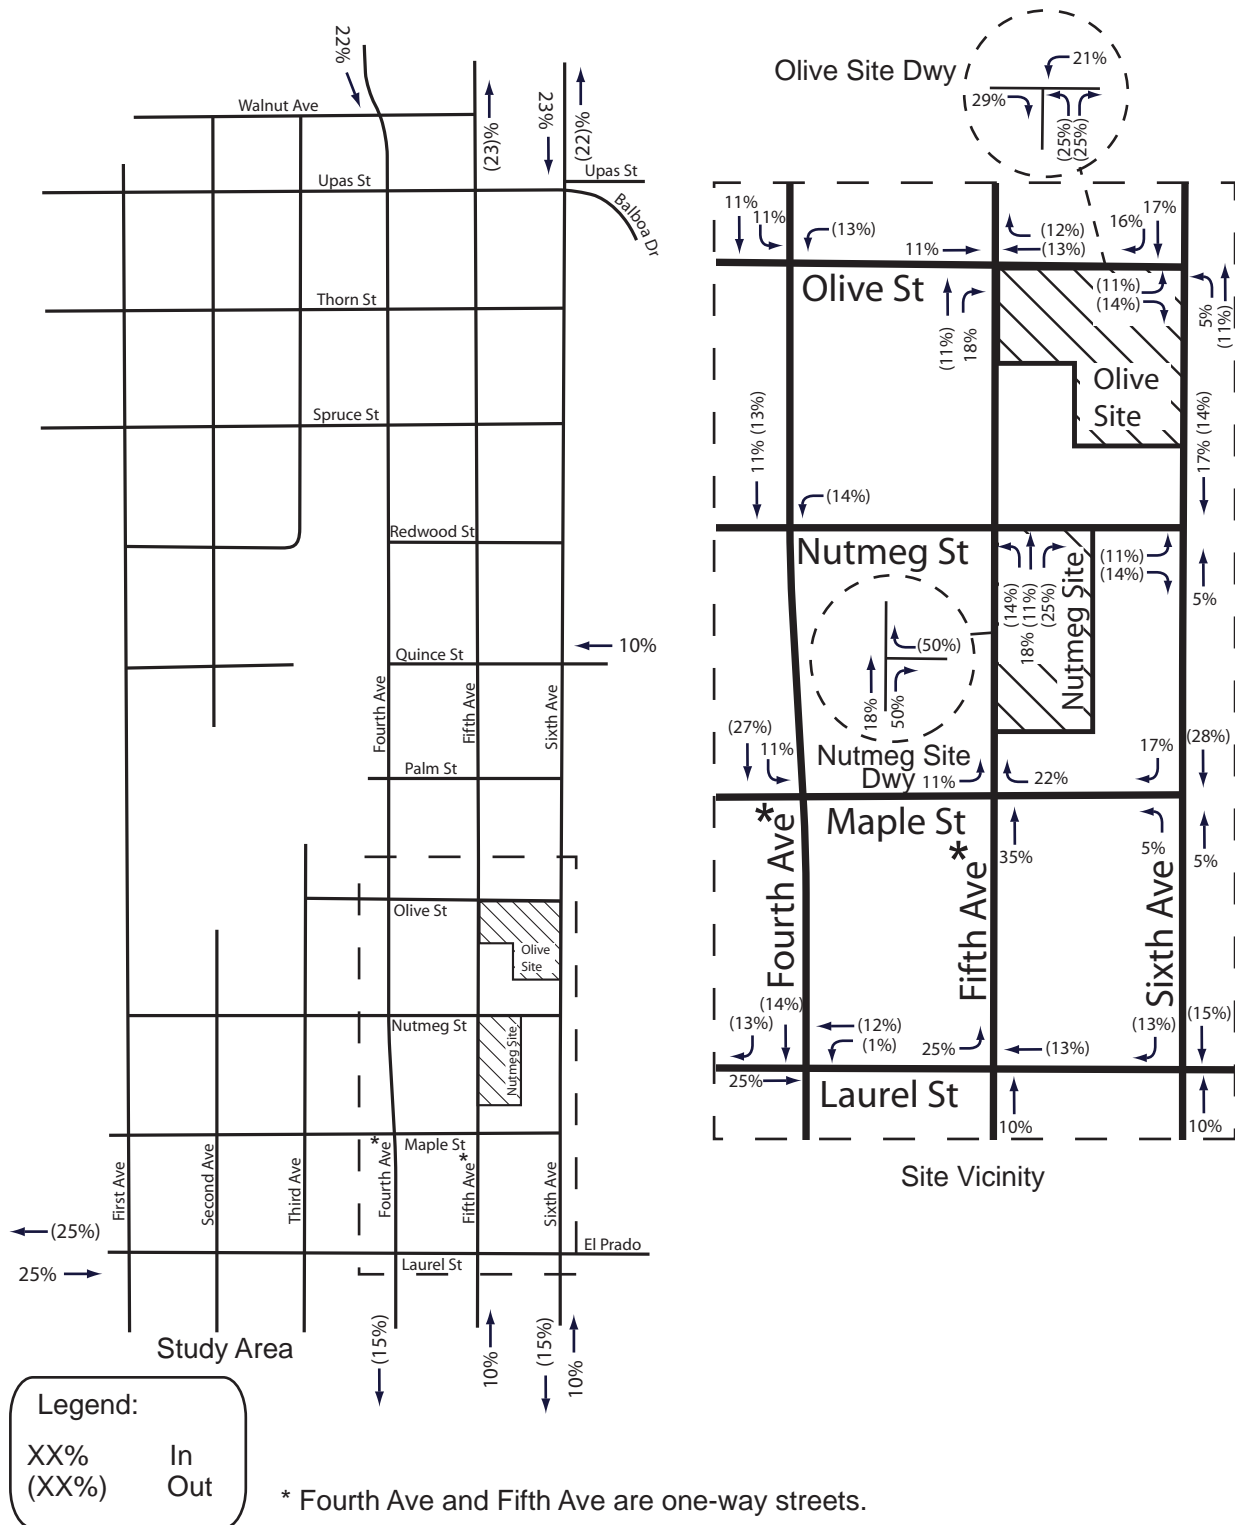 22%
Walnut Ave
(23)%
23%
(22)%
Upas St
Upas St
Balboa Dr
Thorn St
Spruce St
Redwood St
10%
Quince St
Fourth Ave
Fifth Ave
Sixth Ave
Palm St
Olive St
Olive
Site
Nutmeg St
Nutmeg Site
Maple St
*
*
First Ave
Second Ave
Third Ave
Fourth Ave
Fifth Ave
Sixth Ave
(25%)
El Prado
25%
Laurel St
(15%)
10%
(15%)
10%
Study Area
Legend:
XX% In
(XX%) Out
* Fourth Ave and Fifth Ave are one-way streets.
Olive Site Dwy
21%
29%
(25%)
(25%)
11%
11%
(13%)
11%
(12%)
(13%)
16%
17%
Olive St
(11%)
18%
(11%)
(14%)
5%
(11%)
Olive
Site
11% (13%)
17% (14%)
(14%)
Nutmeg St
(14%)
18% (11%)
(25%)
Nutmeg Site
(11%)
(14%)
5%
(50%)
18%
50%
Nutmeg Site
Dwy
(27%)
11%
11%
22%
17%
(28%)
Maple St
*
*
35%
5%
5%
Fourth Ave
Fifth Ave
Sixth Ave
(13%)
(14%)
(12%)
(1%)
25%
(13%)
(13%)
(15%)
25%
Laurel St
10%
10%
Site Vicinity